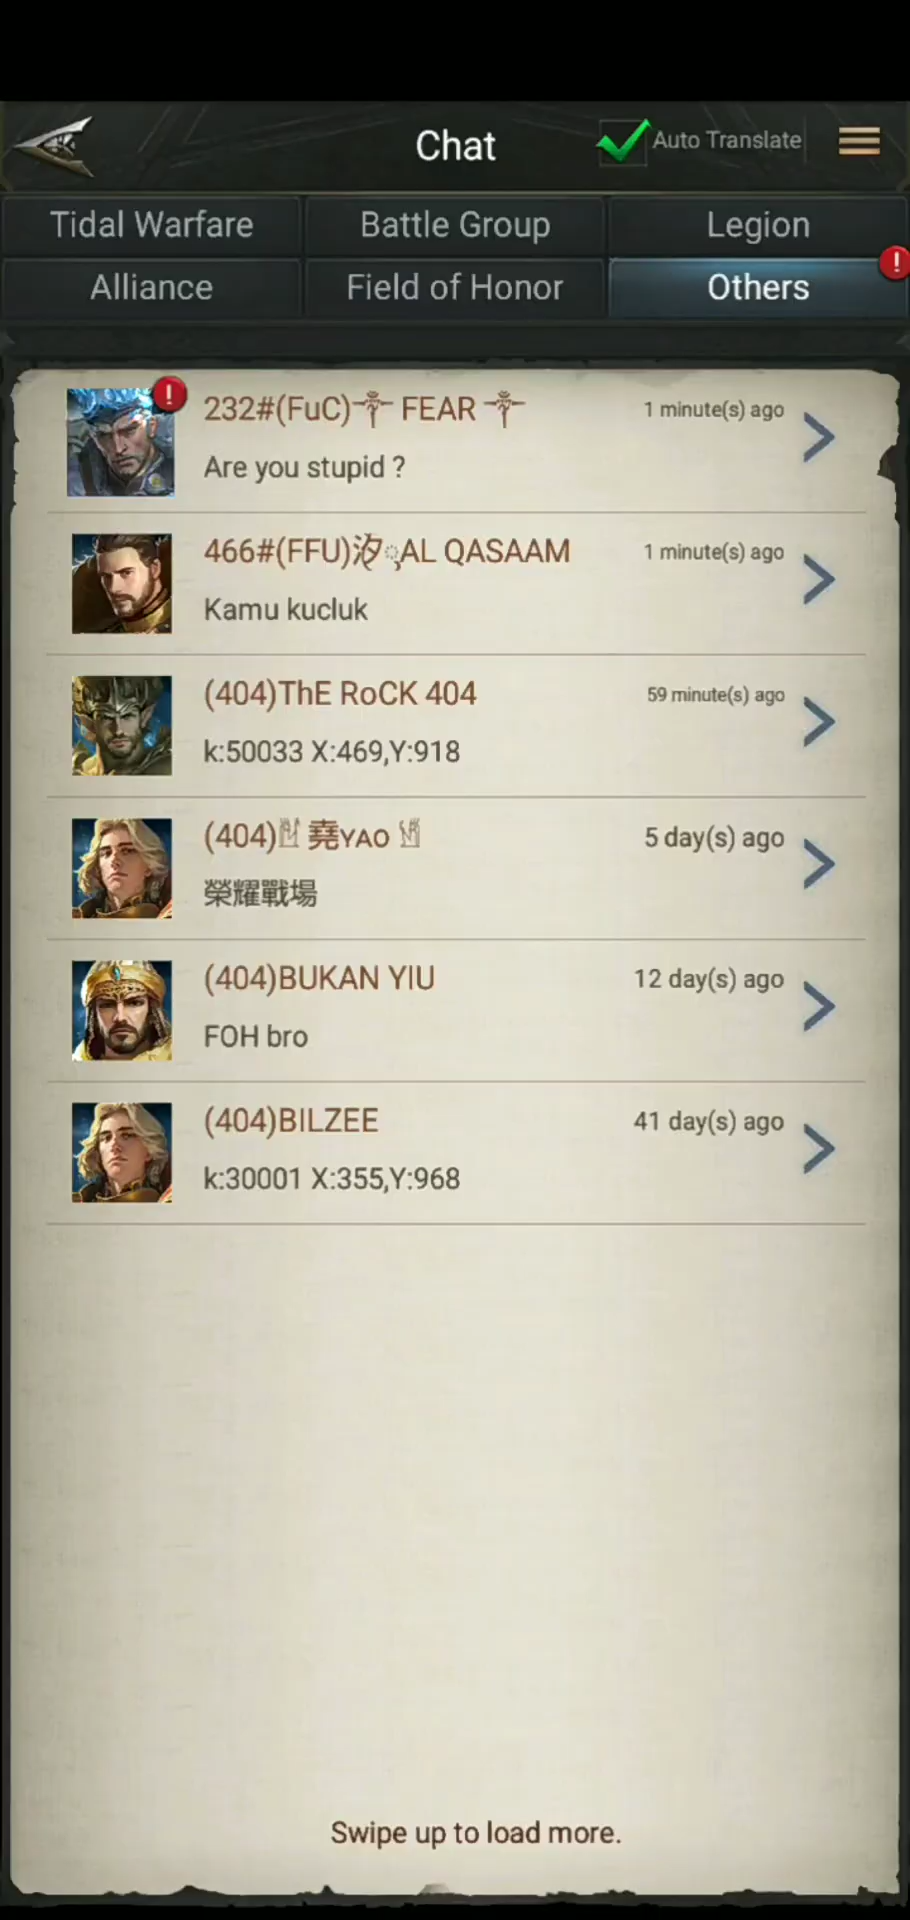 Chat
Auto Translate
Tidal Warfare
Battle Group
Legion
Alliance
Field of Honor
Others
232#(FuC) FEAR
1 minute(s) ago
Are you stupid ?
466#(FFU)汐ृAL QASAAM
1 minute(s) ago
Kamu kucluk
(404)ThE RoCK 404
59 minute(s) ago
k:50033 X:469,Y:918
(404) 堯YAO
5 day(s) ago
榮耀戰場
(404)BUKAN YIU
12 day(s) ago
FOH bro
(404)BILZEE
41 day(s) ago
k:30001 X:355,Y:968
Swipe up to load more.